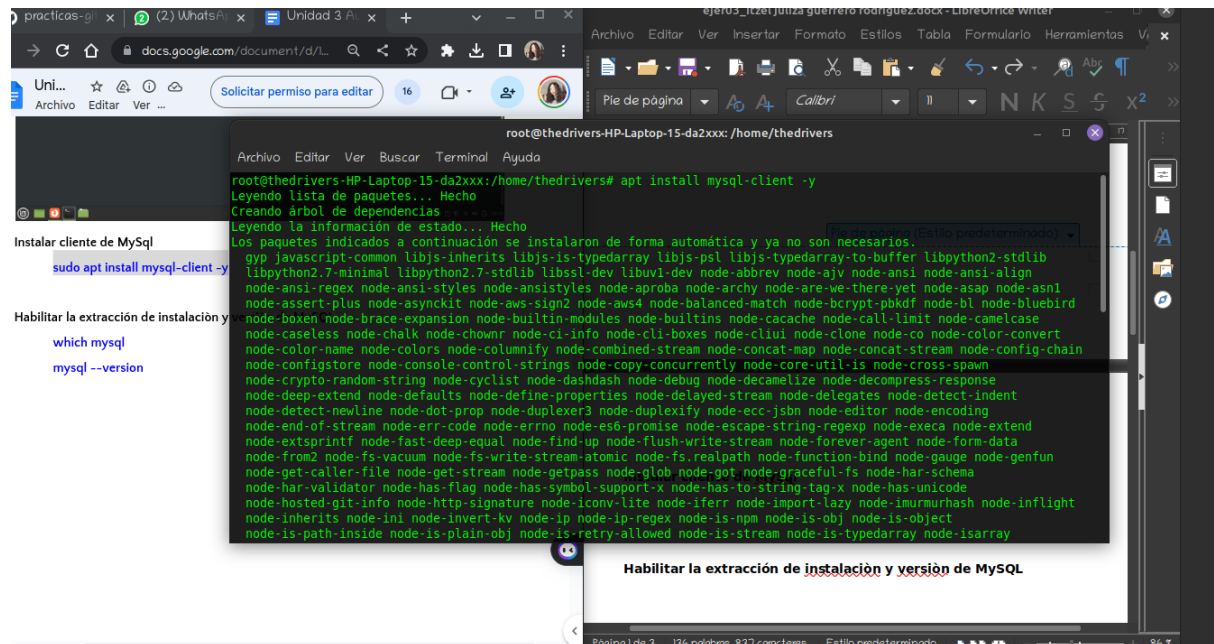 practicas-gi
(2) WhatsA
Unidad 3 A
docs.google.com/document/d/1...
Uni...
Archivo Editar Ver ...
Solicitar permiso para editar
16
Instalar cliente de MySql
sudo apt install mysql-client -y
Habilitar la extracción de instalaciòn y
which mysql
mysql --version
ejer03_itzel juliza guerrero rodriguez.docx - LibreOffice Writer
Archivo Editar Ver Insertar Formato Estilos Tabla Formulario Herramientas
Pie de pàgina
Calibri
11
N K S S X²
Pie de página (Estilo predeterminado)
root@thedrivers-HP-Laptop-15-da2xxx: /home/thedrivers
Archivo Editar Ver Buscar Terminal Ayuda
root@thedrivers-HP-Laptop-15-da2xxx:/home/thedrivers# apt install mysql-client -y
Leyendo lista de paquetes... Hecho
Creando árbol de dependencias
Leyendo la información de estado... Hecho
Los paquetes indicados a continuación se instalaron de forma automática y ya no son necesarios.
gyp javascript-common libjs-inherits libjs-is-typedarray libjs-psl libjs-typedarray-to-buffer libpython2-stdlib
libpython2.7-minimal libpython2.7-stdlib libssl-dev libuv1-dev node-abbrev node-ajv node-ansi node-ansi-align
node-ansi-regex node-ansi-styles node-ansistyles node-aproba node-archy node-are-we-there-yet node-asap node-asn1
node-assert-plus node-asynckit node-aws-sign2 node-aws4 node-balanced-match node-bcrypt-pbkdf node-bl node-bluebird
node-boxen node-brace-expansion node-builtin-modules node-builtins node-cacache node-call-limit node-camelcase
node-caseless node-chalk node-chownr node-ci-info node-cli-boxes node-cliui node-clone node-co node-color-convert
node-color-name node-colors node-columnify node-combined-stream node-concat-map node-concat-stream node-config-chain
node-configstore node-console-control-strings node-copy-concurrently node-core-util-is node-cross-spawn
node-crypto-random-string node-cyclist node-dashdash node-debug node-decamelize node-decompress-response
node-deep-extend node-defaults node-define-properties node-delayed-stream node-delegates node-detect-indent
node-detect-newline node-dot-prop node-duplexer3 node-duplexify node-ecc-jsbn node-editor node-encoding
node-end-of-stream node-err-code node-errno node-es6-promise node-escape-string-regexp node-execa node-extend
node-extsprintf node-fast-deep-equal node-find-up node-flush-write-stream node-forever-agent node-form-data
node-from2 node-fs-vacuum node-fs-write-stream-atomic node-fs.realpath node-function-bind node-gauge node-genfun
node-get-caller-file node-get-stream node-getpass node-glob node-got node-graceful-fs node-har-schema
node-har-validator node-has-flag node-has-symbol-support-x node-has-to-string-tag-x node-has-unicode
node-hosted-git-info node-http-signature node-iconv-lite node-iferr node-import-lazy node-imurmurhash node-inflight
node-inherits node-ini node-invert-kv node-ip node-ip-regex node-is-npm node-is-obj node-is-object
node-is-path-inside node-is-plain-obj node-is-retry-allowed node-is-stream node-is-typedarray node-isarray
Habilitar la extracción de instalaciòn y versiòn de MySQL
Página 1 de 3 136 palabras, 837 caracteres Estilo predeterminado 86 %